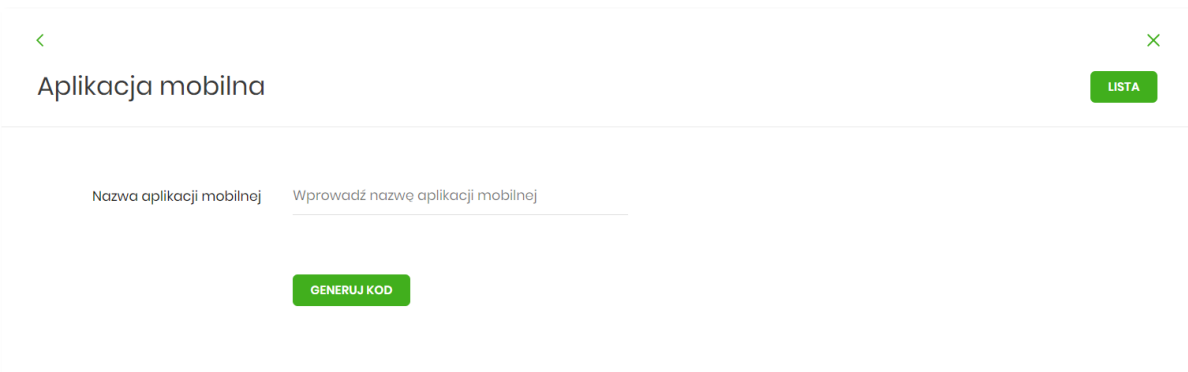 Aplikacja mobilna
LISTA
Nazwa aplikacji mobilnej
Wprowadź nazwę aplikacji mobilnej
GENERUJ KOD